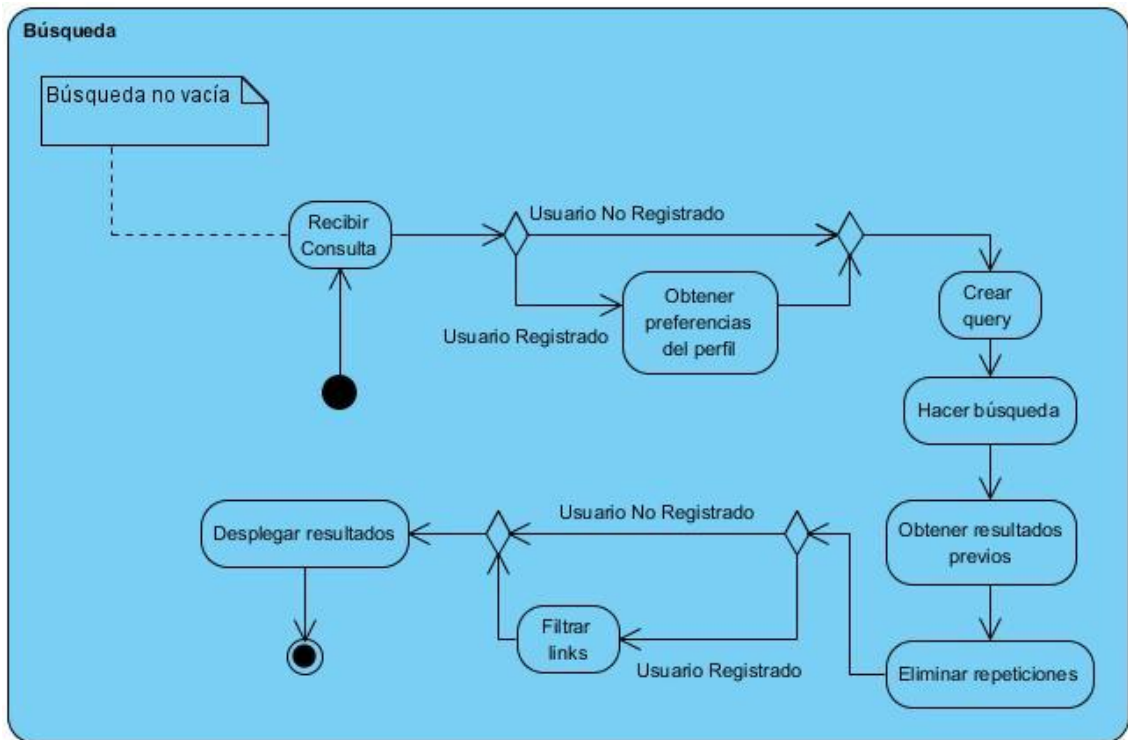 Búsqueda
Búsqueda no vacía
Recibir
Consulta
Usuario No Registrado
Usuario Registrado
Obtener
preferencias
del perfil
Crear
query
Hacer búsqueda
Obtener resultados
previos
Eliminar repeticiones
Usuario No Registrado
Usuario Registrado
Filtrar
links
Desplegar resultados